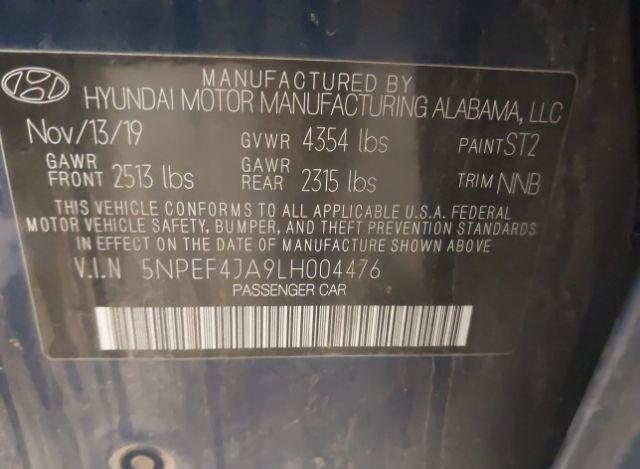 MANUFACTURED BY
HYUNDAI MOTOR MANUFACTURING ALABAMA, LLC
Nov/13/19 GVWR 4354 lbs PAINT ST2
GAWR FRONT 2513 lbs GAWR REAR 2315 lbs TRIM NNB
THIS VEHICLE CONFORMS TO ALL APPLICABLE U.S.A. FEDERAL
MOTOR VEHICLE SAFETY, BUMPER, AND THEFT PREVENTION STANDARDS
IN EFFECT ON THE DATE OF MANUFACTURE SHOWN ABOVE
V.I.N 5NPEF4JA9LH004476
PASSENGER CAR